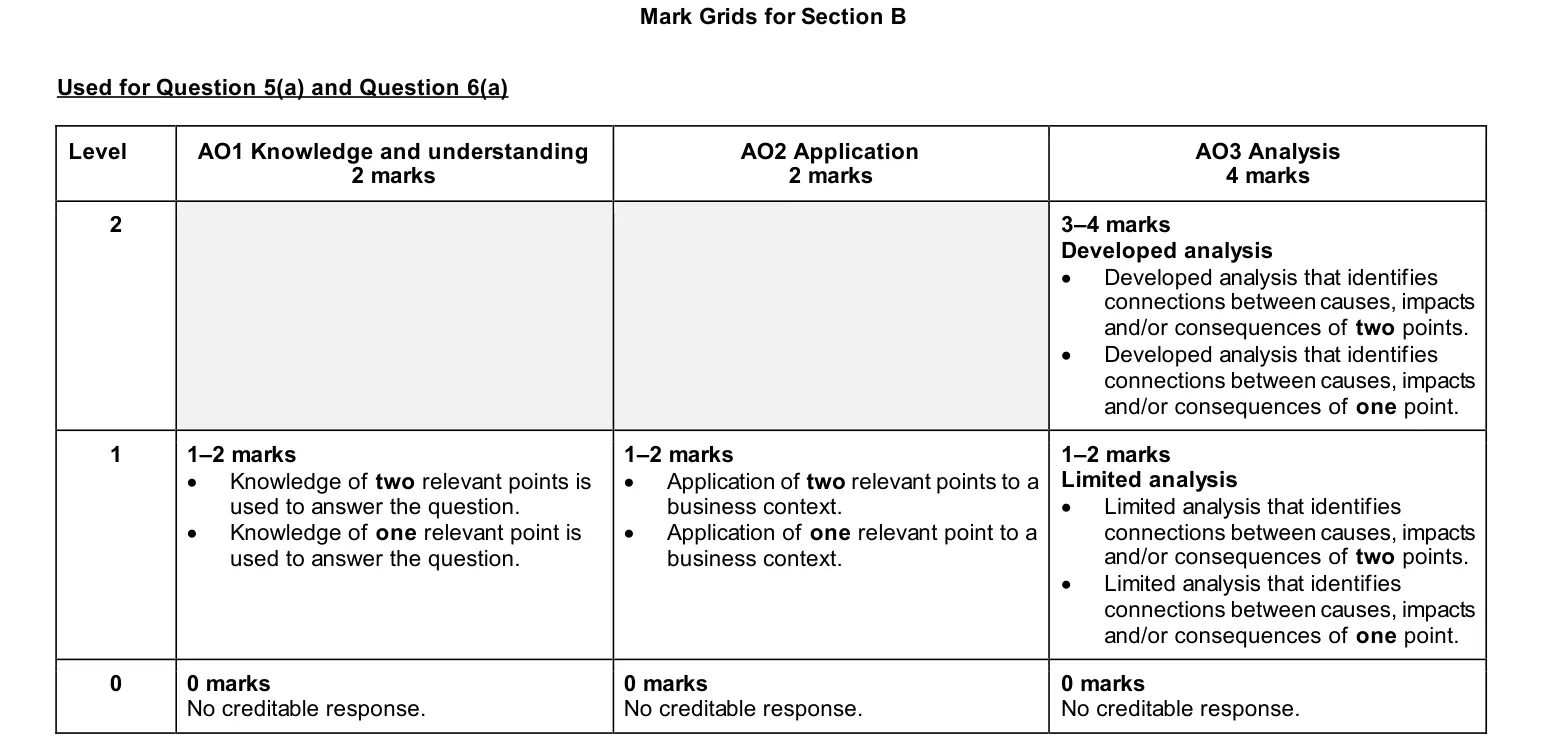 Mark Grids for Section B
Used for Question 5(a) and Question 6(a)
Level
AO1 Knowledge and understanding
2 marks
AO2 Application
2 marks
AO3 Analysis
4 marks
2
3–4 marks
Developed analysis
• Developed analysis that identifies
connections between causes, impacts
and/or consequences of two points.
• Developed analysis that identifies
connections between causes, impacts
and/or consequences of one point.
1
1–2 marks
• Knowledge of two relevant points is
used to answer the question.
• Knowledge of one relevant point is
used to answer the question.
1–2 marks
• Application of two relevant points to a
business context.
• Application of one relevant point to a
business context.
1–2 marks
Limited analysis
• Limited analysis that identifies
connections between causes, impacts
and/or consequences of two points.
• Limited analysis that identifies
connections between causes, impacts
and/or consequences of one point.
0
0 marks
No creditable response.
0 marks
No creditable response.
0 marks
No creditable response.